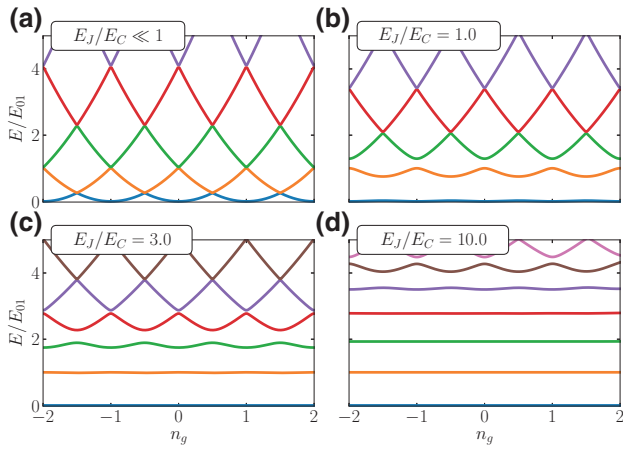 (a) E_J/E_C ≪ 1
(b) E_J/E_C = 1.0
E/E_01
4
2
0
(c) E_J/E_C = 3.0
(d) E_J/E_C = 10.0
E/E_01
4
2
0
−2 −1 0 1 2
−2 −1 0 1 2
n_g
n_g